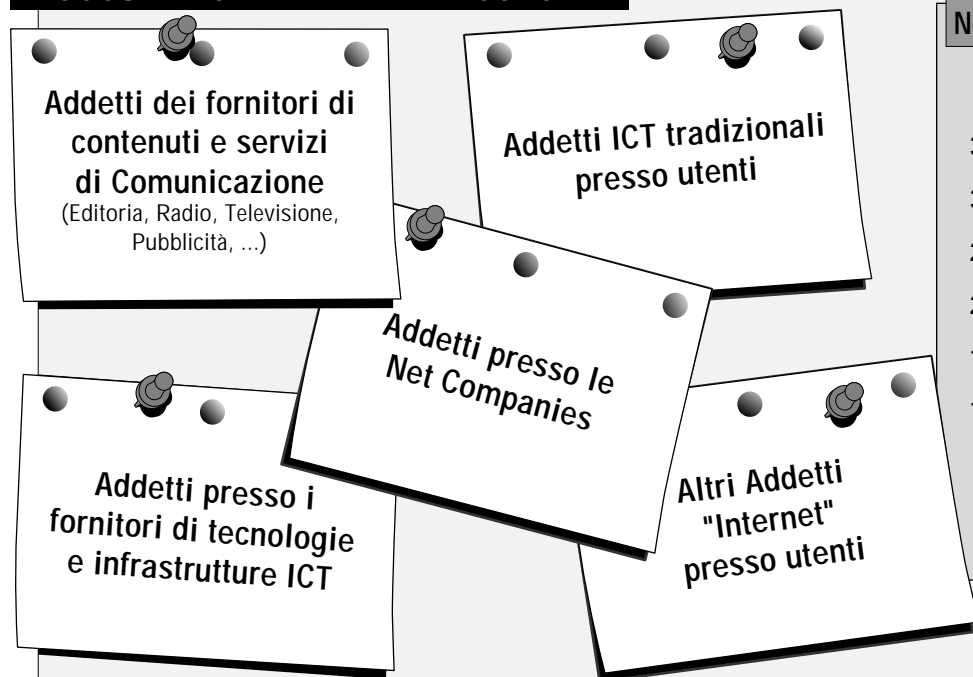 Addetti dei fornitori di
contenuti e servizi
di Comunicazione
(Editoria, Radio, Televisione,
Pubblicità, ...)
Addetti ICT tradizionali
presso utenti
Addetti presso le
Net Companies
Addetti presso i
fornitori di tecnologie
e infrastrutture ICT
Altri Addetti
"Internet"
presso utenti